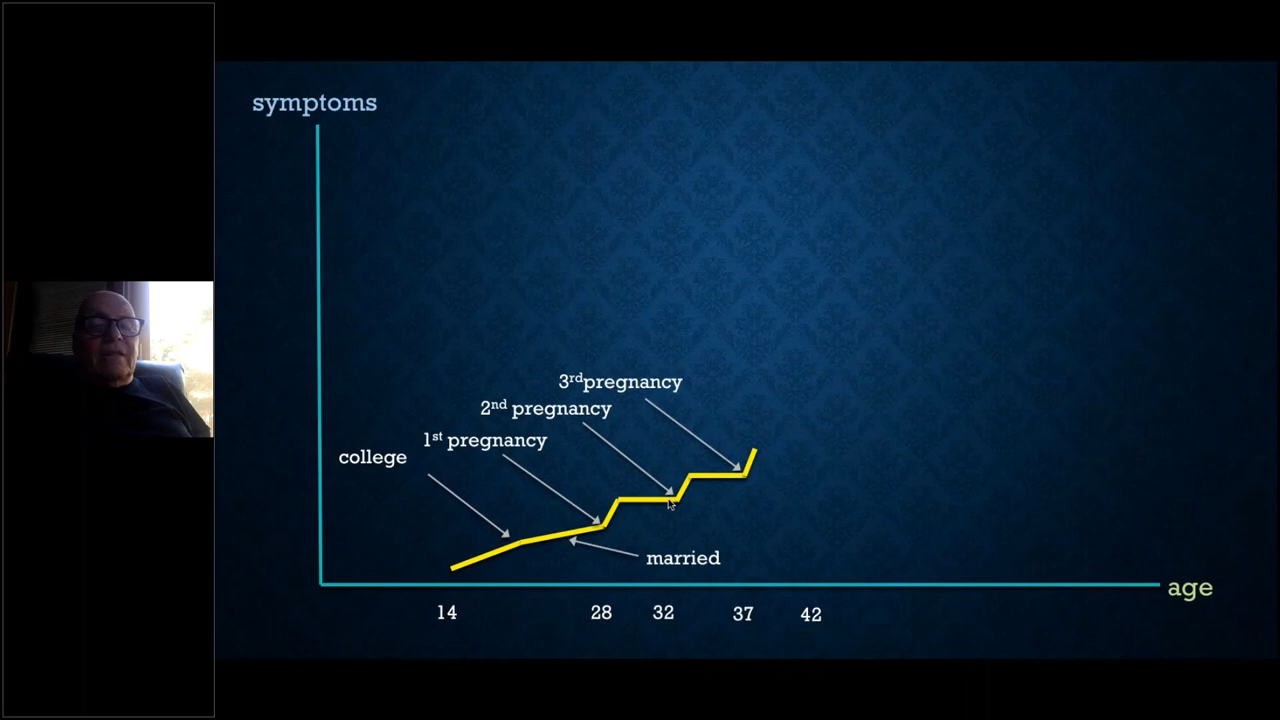 symptoms
3rdpregnancy
2nd pregnancy
1st pregnancy
college
married
age
14 28 32 37 42